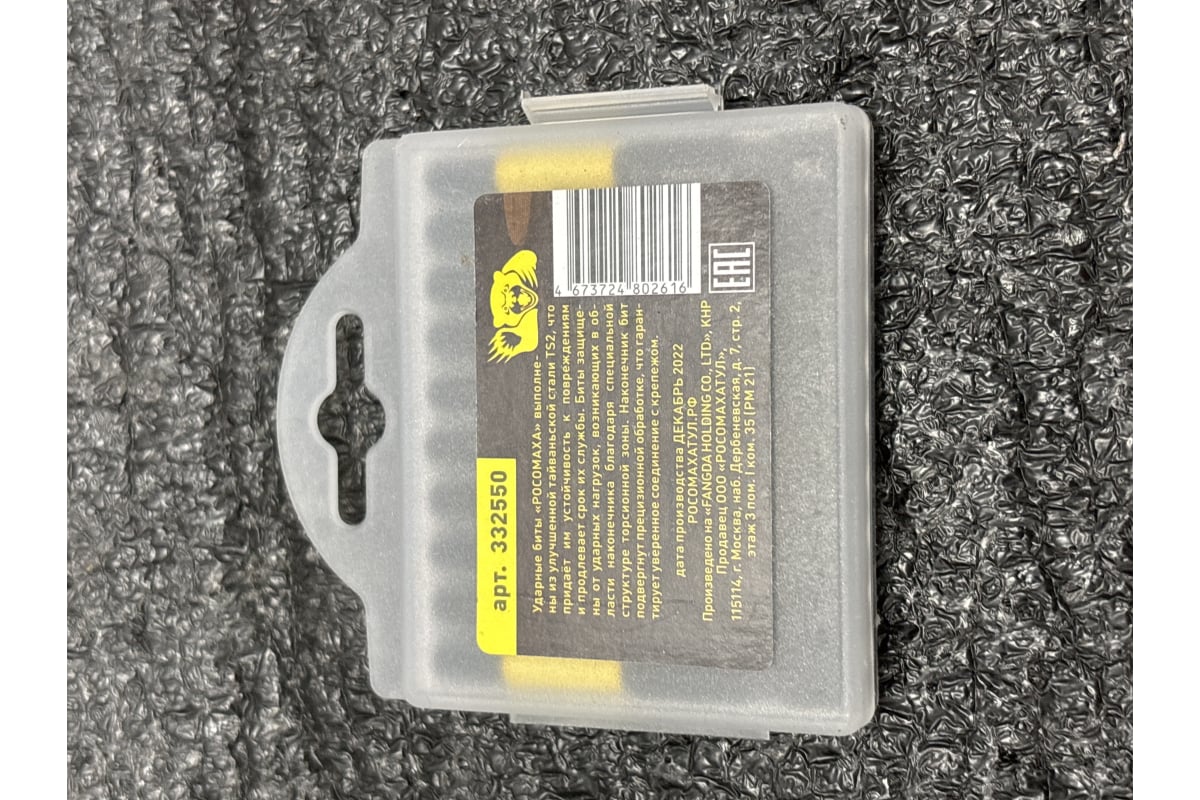 арт. 332550
Ударные биты «РОСОМАХА» выполне-
ны из улучшенной тайваньской стали TS2, что
придаёт им устойчивость к повреждениям
и продлевает срок их службы. Биты защище-
ны от ударных нагрузок, возникающих в об-
ласти наконечника благодаря специальной
структуре торсионной зоны. Наконечник бит
подвергнут прецизионной обработке, что гаран-
тирует уверенное соединение с крепежом.
дата производства ДЕКАБРЬ 2022
РОСОМАХАТУЛ.РФ
Произведено на «FANGDA HOLDING CO., LTD», КНР
Продавец ООО «РОСОМАХАТУЛ»,
115114, г. Москва, наб. Дербеневская, д. 7, стр. 2,
этаж 3 пом. I ком. 35 (РМ 21)
4 673724 802616
EAC